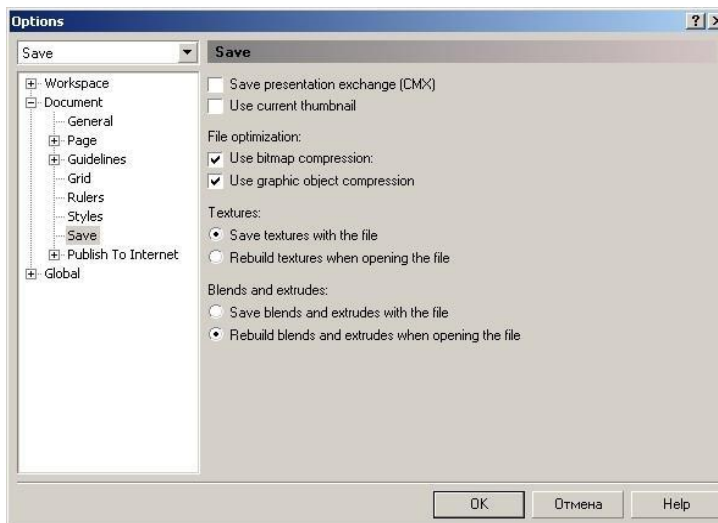 Options
Save
Save
Workspace
Document
General
Page
Guidelines
Grid
Rulers
Styles
Save
Publish To Internet
Global
Save presentation exchange (CMX)
Use current thumbnail
File optimization:
Use bitmap compression:
Use graphic object compression
Textures:
Save textures with the file
Rebuild textures when opening the file
Blends and extrudes:
Save blends and extrudes with the file
Rebuild blends and extrudes when opening the file
OK
Отмена
Help